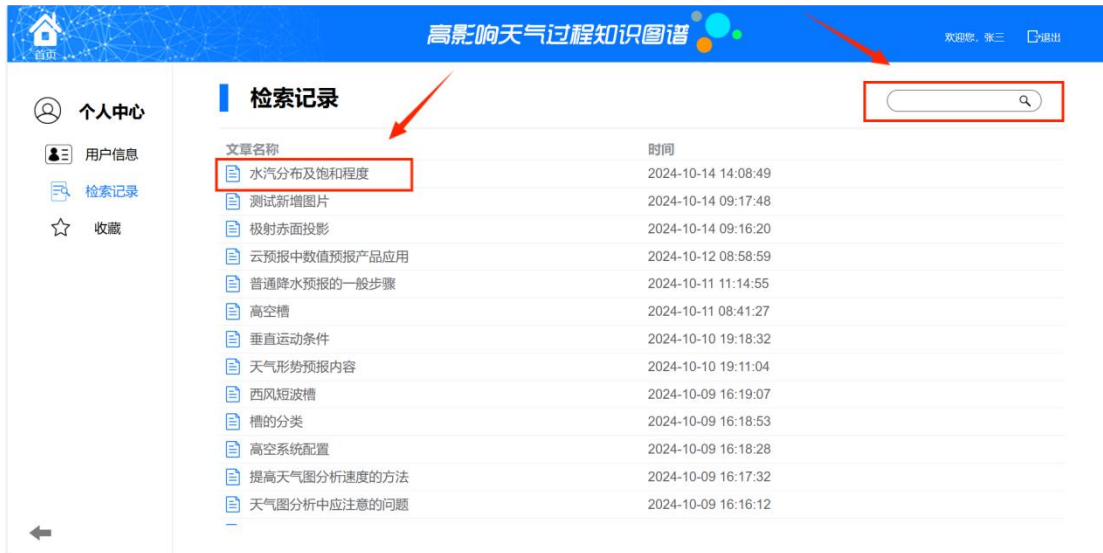 高影响天气过程知识图谱
首页
欢迎您，张三 退出
个人中心
用户信息
检索记录
收藏
检索记录
文章名称 时间
水汽分布及饱和程度 2024-10-14 14:08:49
测试新增图片 2024-10-14 09:17:48
极射赤面投影 2024-10-14 09:16:20
云预报中数值预报产品应用 2024-10-12 08:58:59
普通降水预报的一般步骤 2024-10-11 11:14:55
高空槽 2024-10-11 08:41:27
垂直运动条件 2024-10-10 19:18:32
天气形势预报内容 2024-10-10 19:11:04
西风短波槽 2024-10-09 16:19:07
槽的分类 2024-10-09 16:18:53
高空系统配置 2024-10-09 16:18:28
提高天气图分析速度的方法 2024-10-09 16:17:32
天气图分析中应注意的问题 2024-10-09 16:16:12